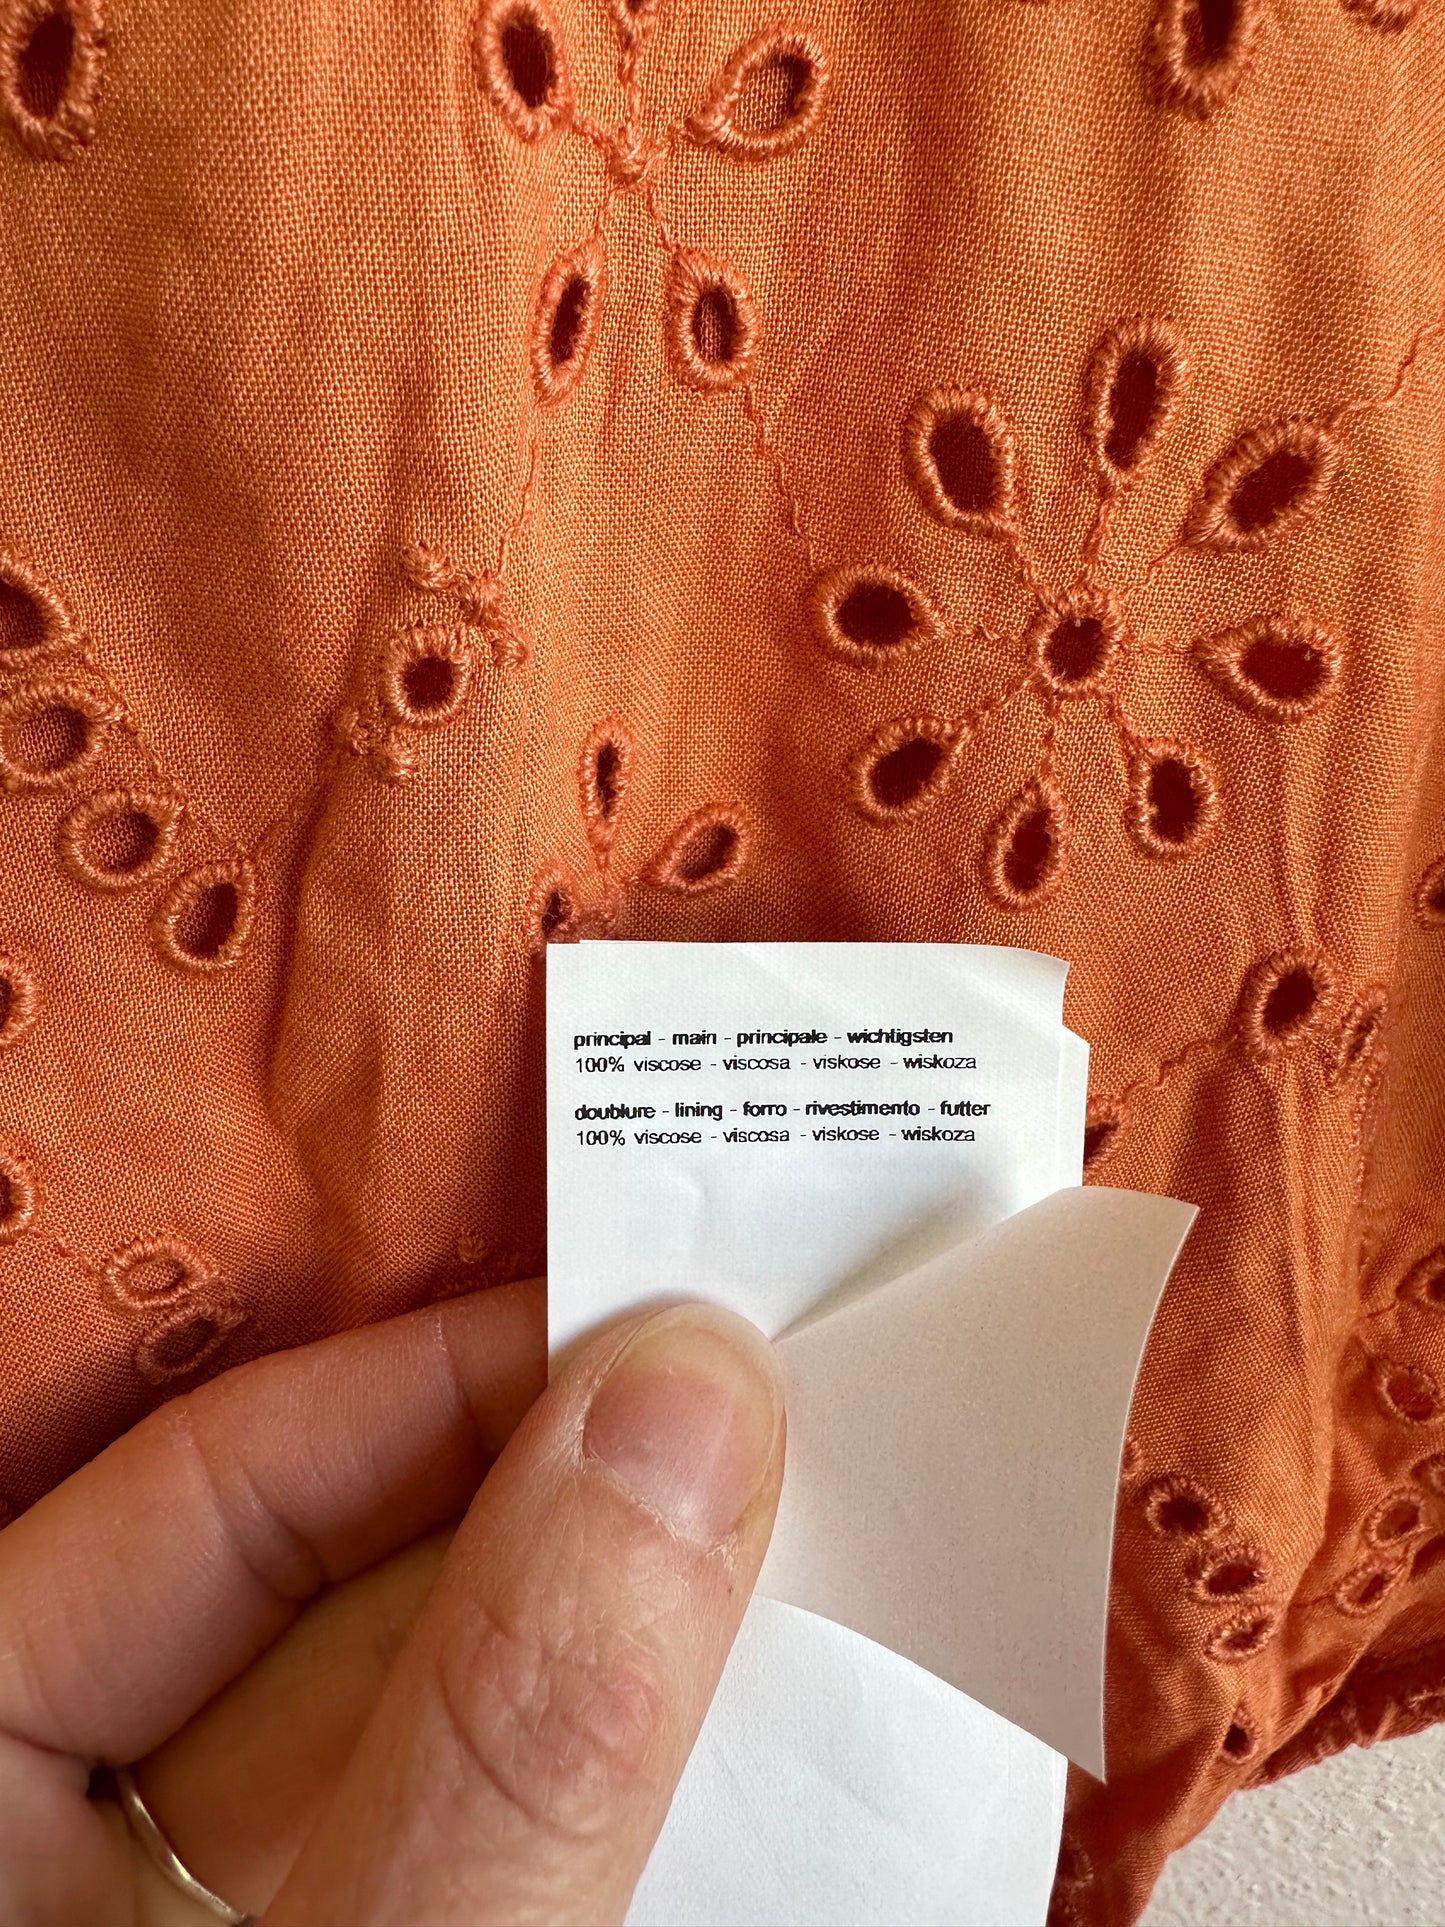 principal - main - principale - wichtigsten
100% viscose - viscosa - viskose - wiskoza
doublure - lining - forro - rivestimento - futter
100% viscose - viscosa - viskose - wiskoza